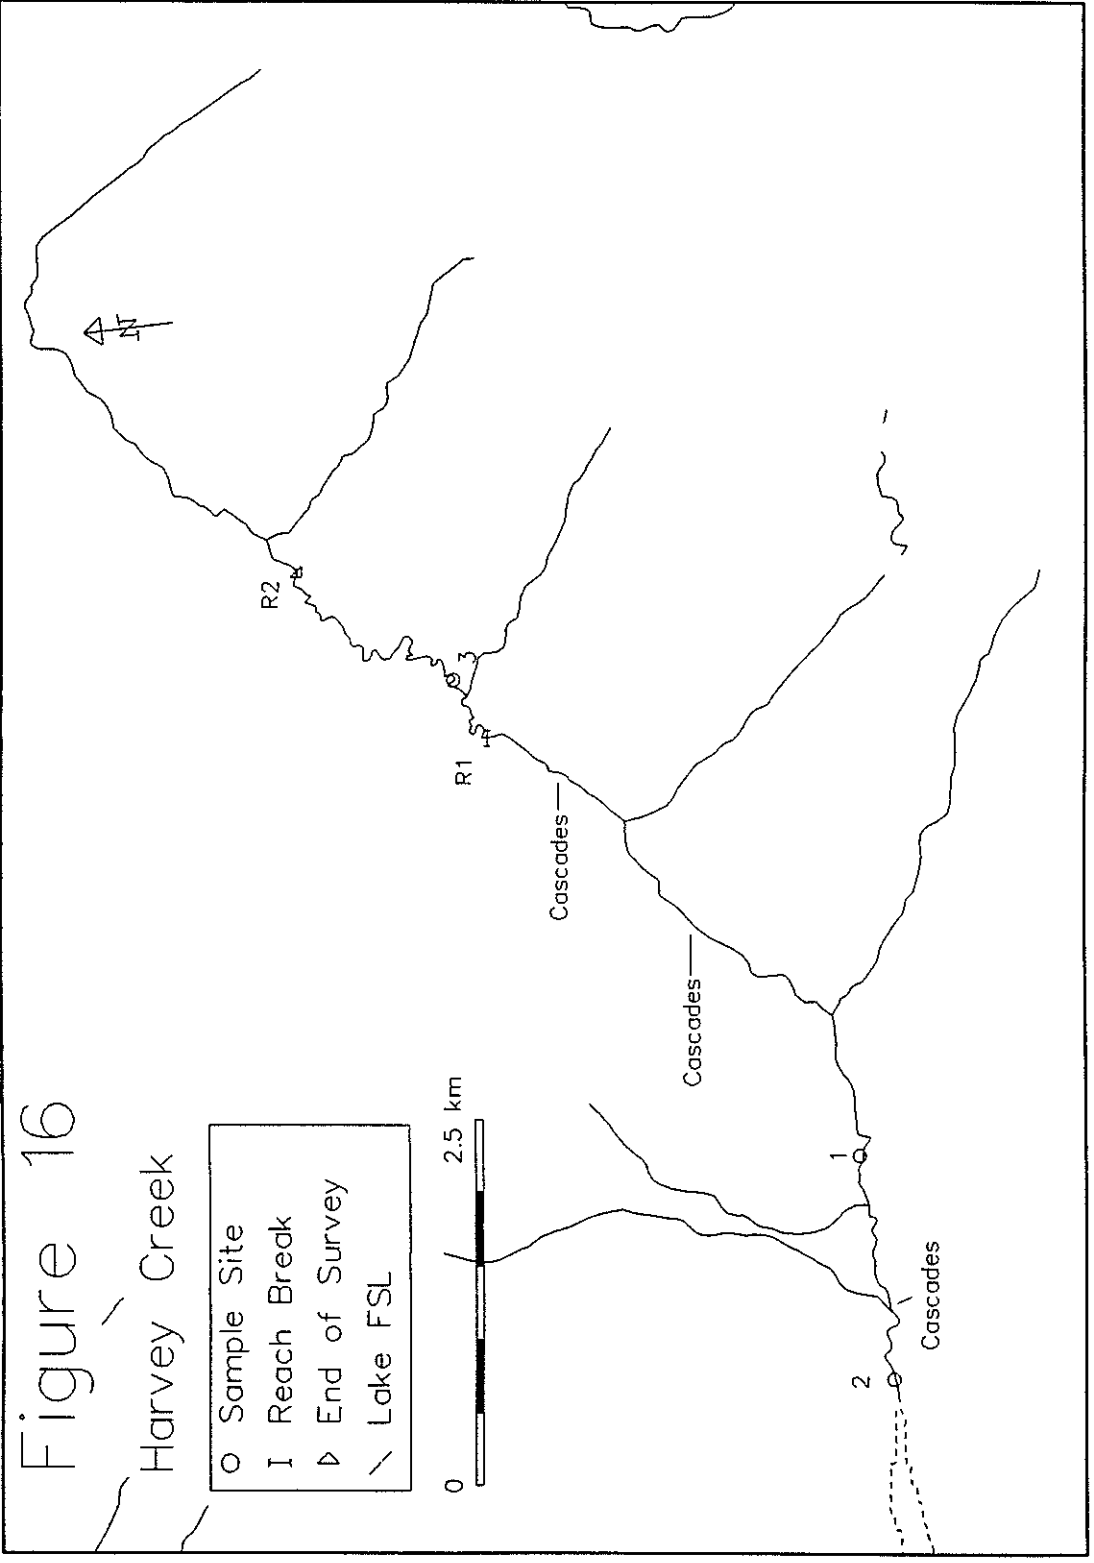 Figure 16
Harvey Creek
Sample Site
Reach Break
End of Survey
Lake FSL
0 2.5 km
N
R2
3
R1
Cascades
Cascades
1
2
Cascades